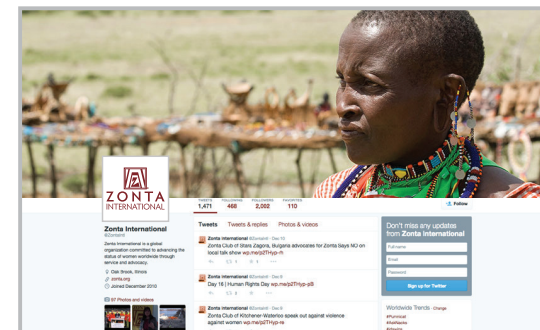 ZONTA
INTERNATIONAL
TWEETS FOLLOWING FOLLOWERS FAVORITES
1,471 468 2,002 110
Follow
Zonta International
@ZontaIntl
Zonta International is a global
organization committed to advancing the
status of women worldwide through
service and advocacy.
Oak Brook, Illinois
zonta.org
Joined December 2010
97 Photos and videos
Tweets Tweets & replies Photos & videos
Zonta International @ZontaIntl · Dec 10
Zonta Club of Stara Zagora, Bulgaria advocates for Zonta Says NO on
local talk show wp.me/p2THyp-rh
Zonta International @ZontaIntl · Dec 9
Day 16 | Human Rights Day wp.me/p2THyp-pB
Zonta International @ZontaIntl · Dec 9
Zonta Club of Kitchener-Waterloo speak out against violence
against women wp.me/p2THyp-re
Don't miss any updates
from Zonta International
Full name
Email
Password
Sign up for Twitter
Worldwide Trends · Change